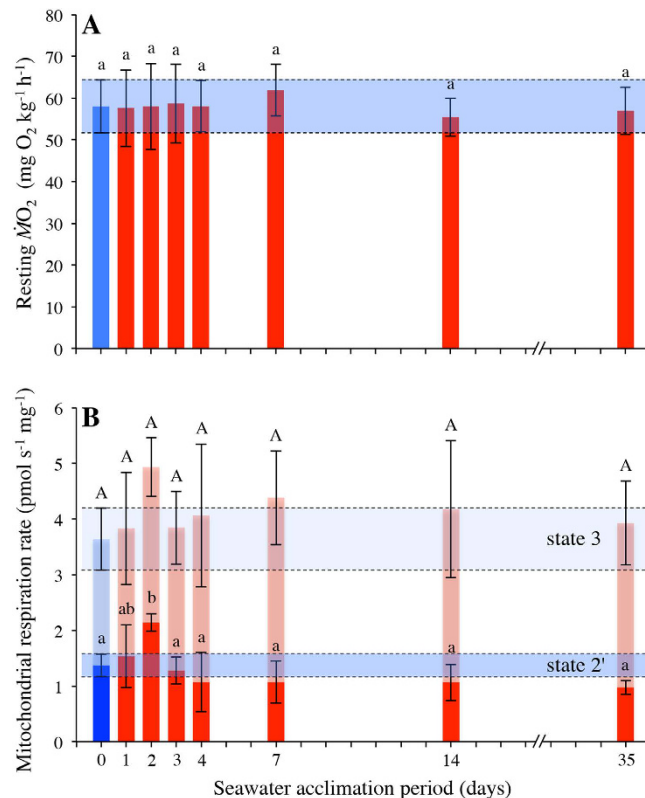 A
80
70
60
50
40
30
20
10
0
Resting ṀO₂ (mg O₂ kg⁻¹ h⁻¹)
a a a a a a a a
B
6
5
4
3
2
1
0
Mitochondrial respiration rate (pmol s⁻¹ mg⁻¹)
A A A A A A A A
state 3
a ab b a a a a a
state 2'
0 1 2 3 4 7 14 35
Seawater acclimation period (days)